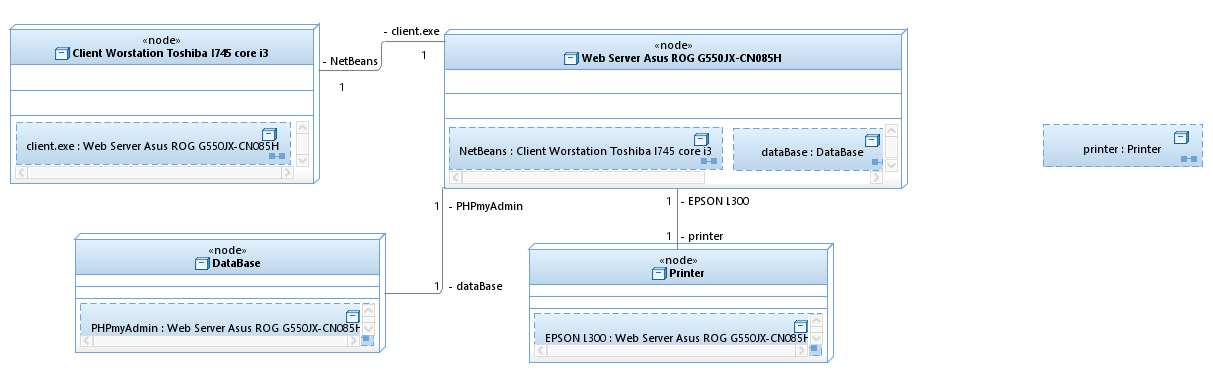 «node»
Client Worstation Toshiba l745 core i3
client.exe : Web Server Asus ROG G550JX-CN085H
- client.exe
1
- NetBeans
1
«node»
Web Server Asus ROG G550JX-CN085H
NetBeans : Client Worstation Toshiba l745 core i3
dataBase : DataBase
printer : Printer
1
- PHPmyAdmin
1
- EPSON L300
1
- printer
«node»
DataBase
PHPmyAdmin : Web Server Asus ROG G550JX-CN085H
1
- dataBase
«node»
Printer
EPSON L300 : Web Server Asus ROG G550JX-CN085H